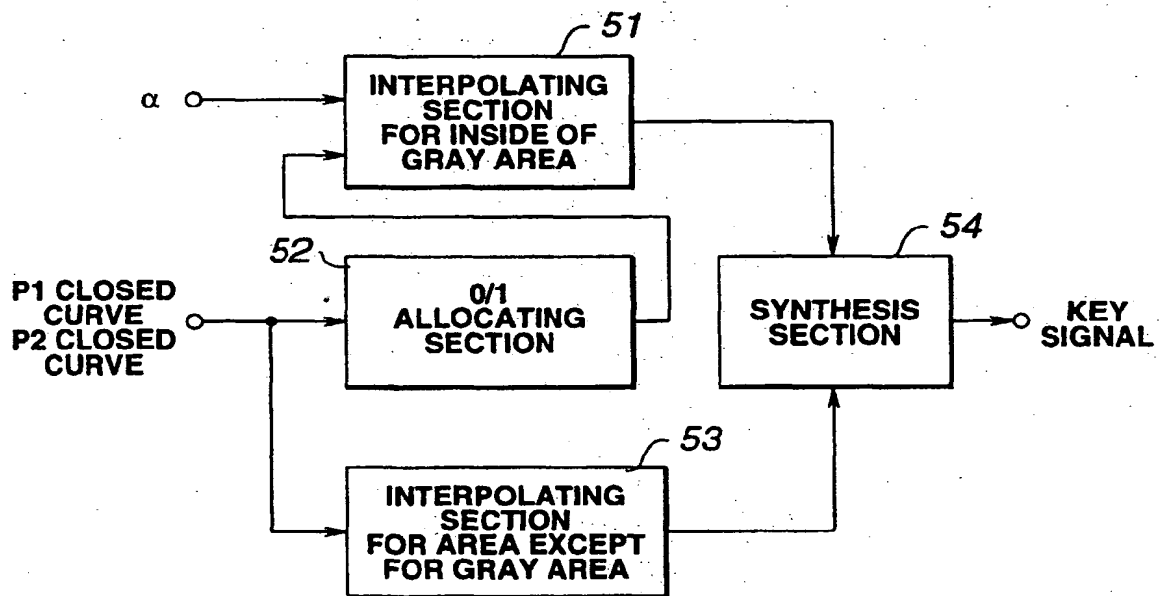 51
INTERPOLATING
SECTION
FOR INSIDE OF
GRAY AREA
α
52
0/1
ALLOCATING
SECTION
P1 CLOSED
CURVE
P2 CLOSED
CURVE
54
SYNTHESIS
SECTION
KEY
SIGNAL
53
INTERPOLATING
SECTION
FOR AREA EXCEPT
FOR GRAY AREA